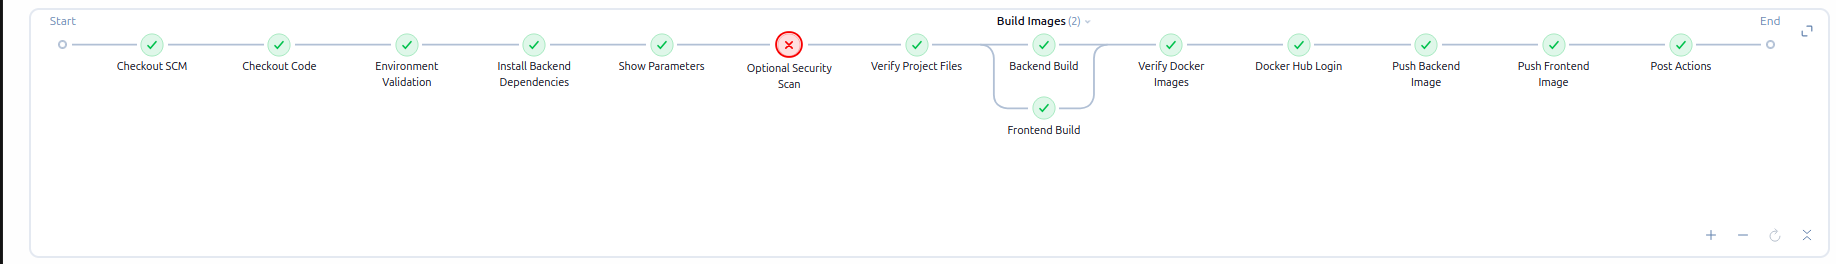 Start
Build Images (2)
End
Checkout SCM
Checkout Code
Environment
Validation
Install Backend
Dependencies
Show Parameters
Optional Security
Scan
Verify Project Files
Backend Build
Verify Docker
Images
Docker Hub Login
Push Backend
Image
Push Frontend
Image
Post Actions
Frontend Build